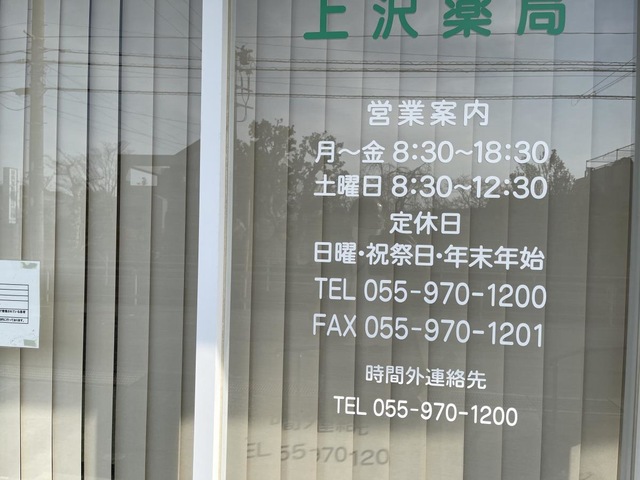 上沢薬局
営業案内
月～金 8:30～18:30
土曜日 8:30～12:30
定休日
日曜・祝祭日・年末年始
TEL 055-970-1200
FAX 055-970-1201
時間外連絡先
TEL 055-970-1200